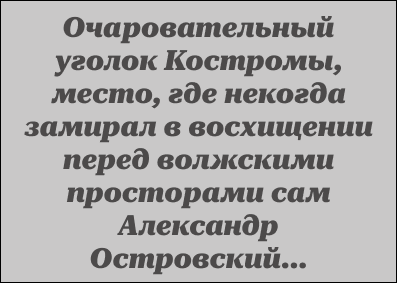 Очаровательный
уголок Костромы,
место, где некогда
замирал в восхищении
перед волжскими
просторами сам
Александр
Островский...